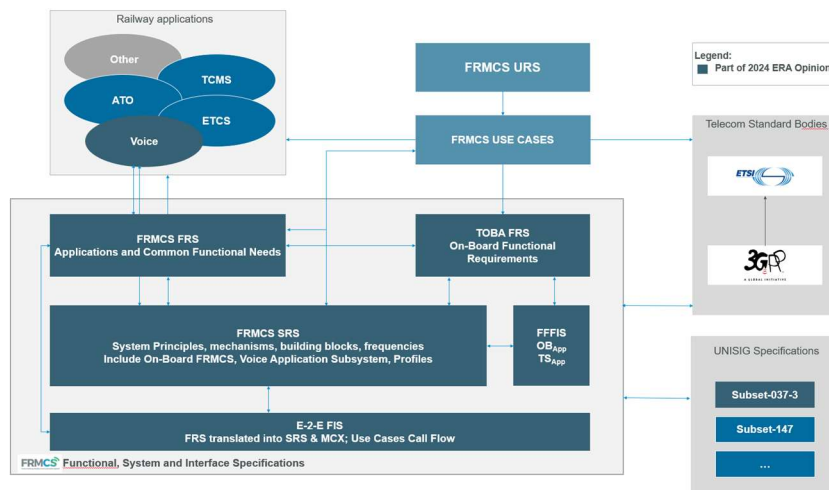 Railway applications
Other
TCMS
ATO
ETCS
Voice
FRMCS URS
FRMCS USE CASES
Legend:
Part of 2024 ERA Opinion
Telecom Standard Bodies
ETSI
3GPP
A GLOBAL INITIATIVE
FRMCS FRS
Applications and Common Functional Needs
TOBA FRS
On-Board Functional
Requirements
FRMCS SRS
System Principles, mechanisms, building blocks, frequencies
Include On-Board FRMCS, Voice Application Subsystem, Profiles
FFFIS
OBApp
TSApp
E-2-E FIS
FRS translated into SRS & MCX; Use Cases Call Flow
FRMCS Functional, System and Interface Specifications
UNISIG Specifications
Subset-037-3
Subset-147
...